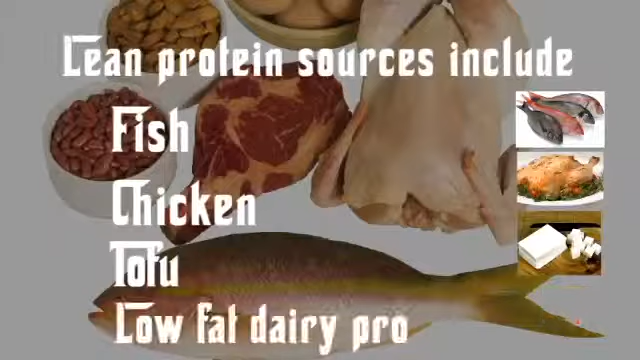 Lean protein sources include
Fish
Chicken
Tofu
Low fat dairy pro